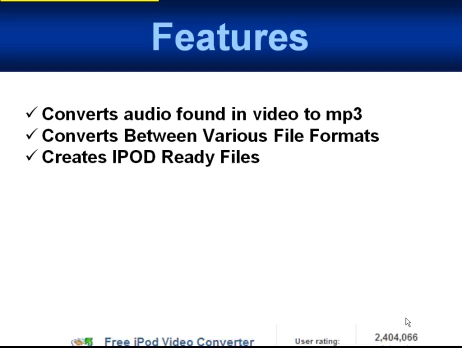 Features
✓ Converts audio found in video to mp3
✓ Converts Between Various File Formats
✓ Creates IPOD Ready Files
Free iPod Video Converter User rating: 2,404,066